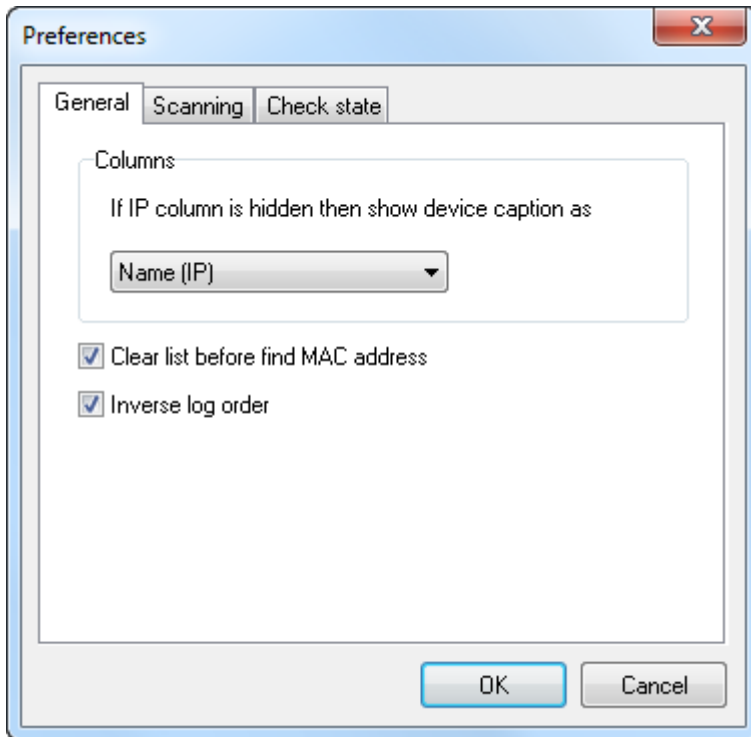 Preferences
General Scanning Check state
Columns
If IP column is hidden then show device caption as
Name (IP)
Clear list before find MAC address
Inverse log order
OK Cancel